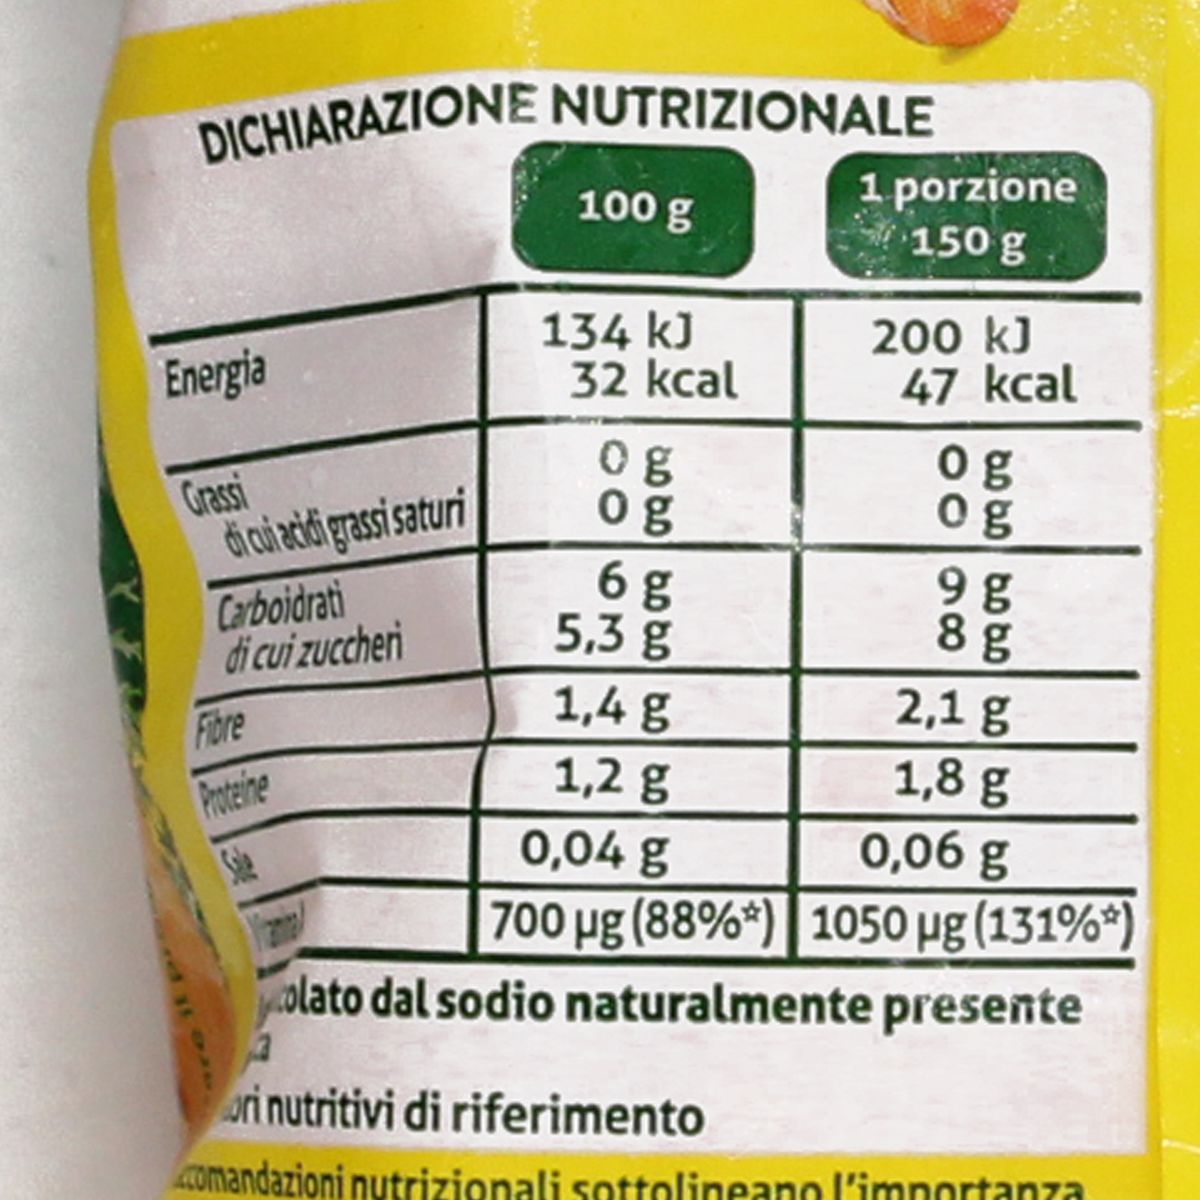 DICHIARAZIONE NUTRIZIONALE
100 g
1 porzione
150 g
Energia
134 kJ
200 kJ
32 kcal
47 kcal
Grassi
0 g
0 g
di cui acidi grassi saturi
0 g
0 g
Carboidrati
6 g
9 g
di cui zuccheri
5,3 g
8 g
Fibre
1,4 g
2,1 g
Proteine
1,2 g
1,8 g
Sale
0,04 g
0,06 g
700 µg (88%*)
1050 µg (131%*)
dal sodio naturalmente presente
nutritivi di riferimento
nutrizionali sottolineano l'importanza